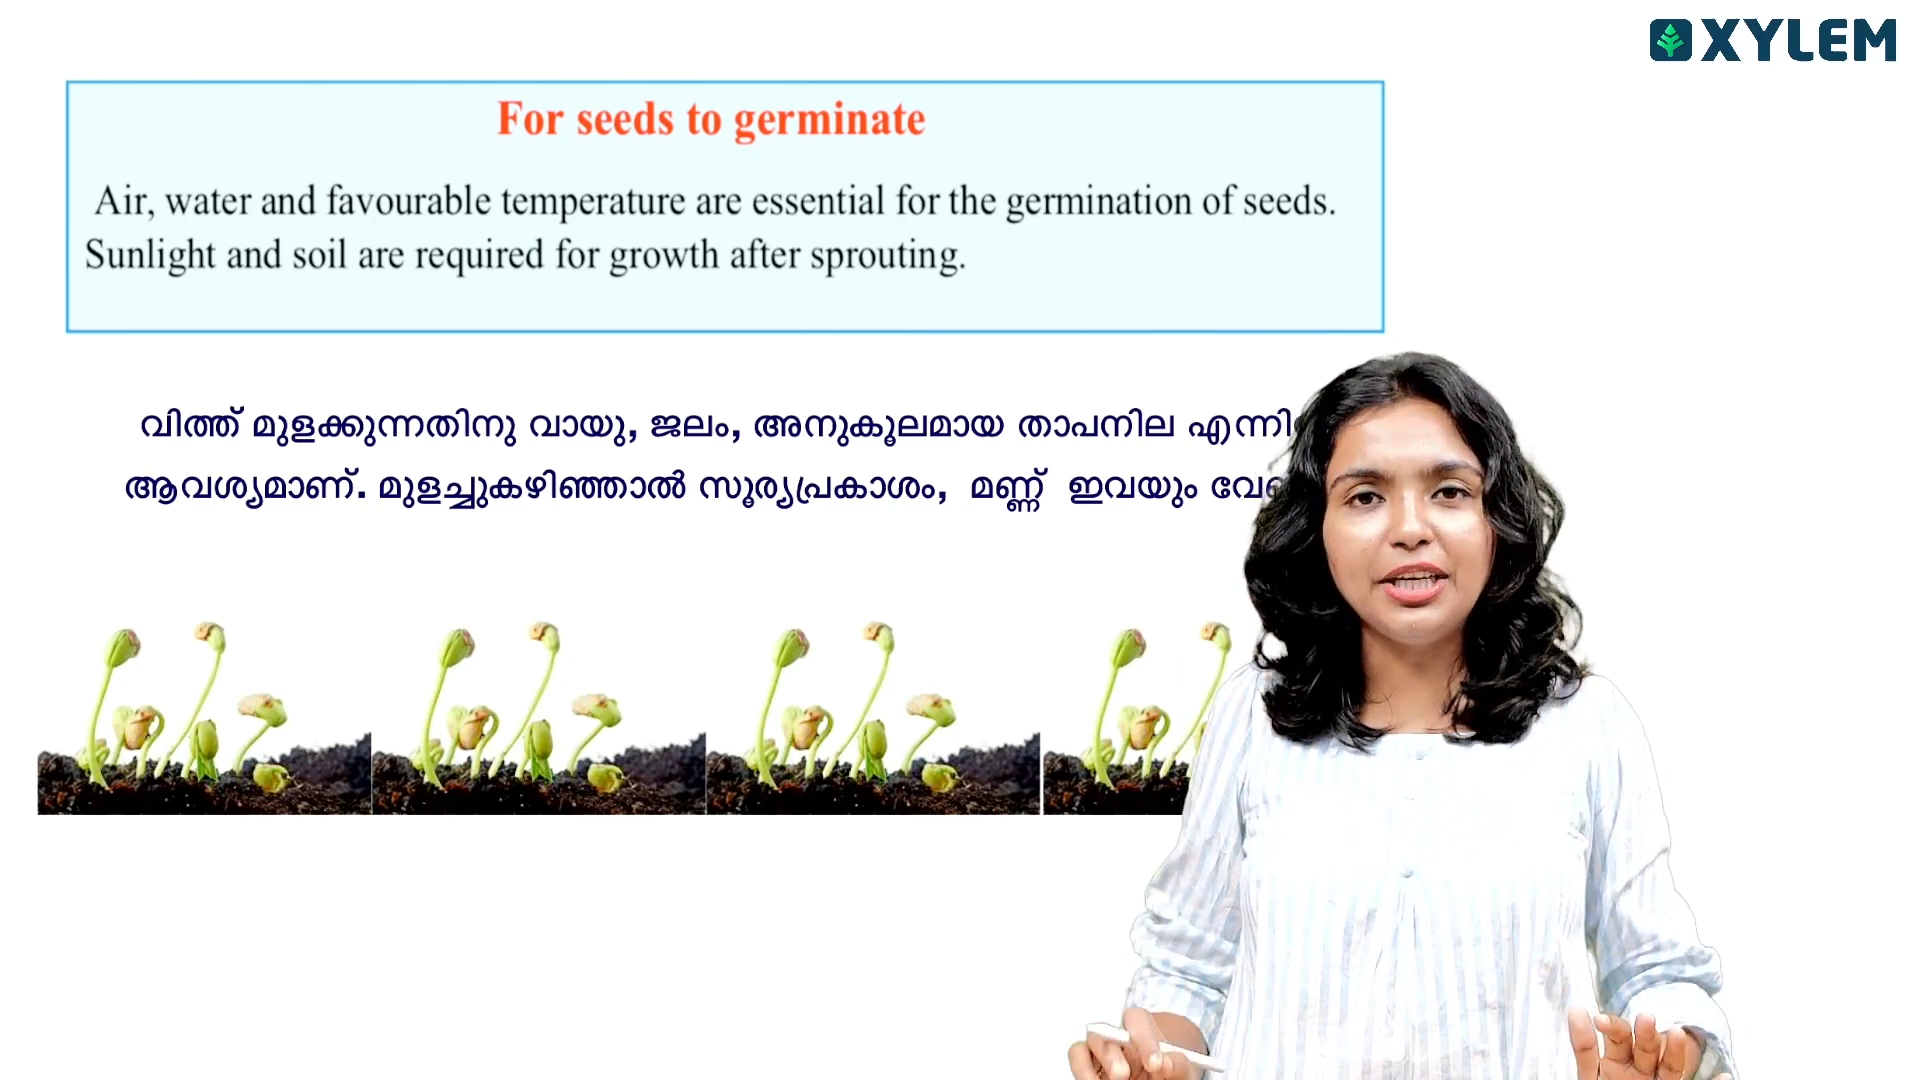 XYLEM
For seeds to germinate
Air, water and favourable temperature are essential for the germination of seeds.
Sunlight and soil are required for growth after sprouting.
വിത്ത് മുളക്കുന്നതിനു വായു, ജലം, അനുകൂലമായ താപനില
ആവശ്യമാണ്. മുളച്ചുകഴിഞ്ഞാൽ സൂര്യപ്രകാശം, മണ്ണ് ഇവയും